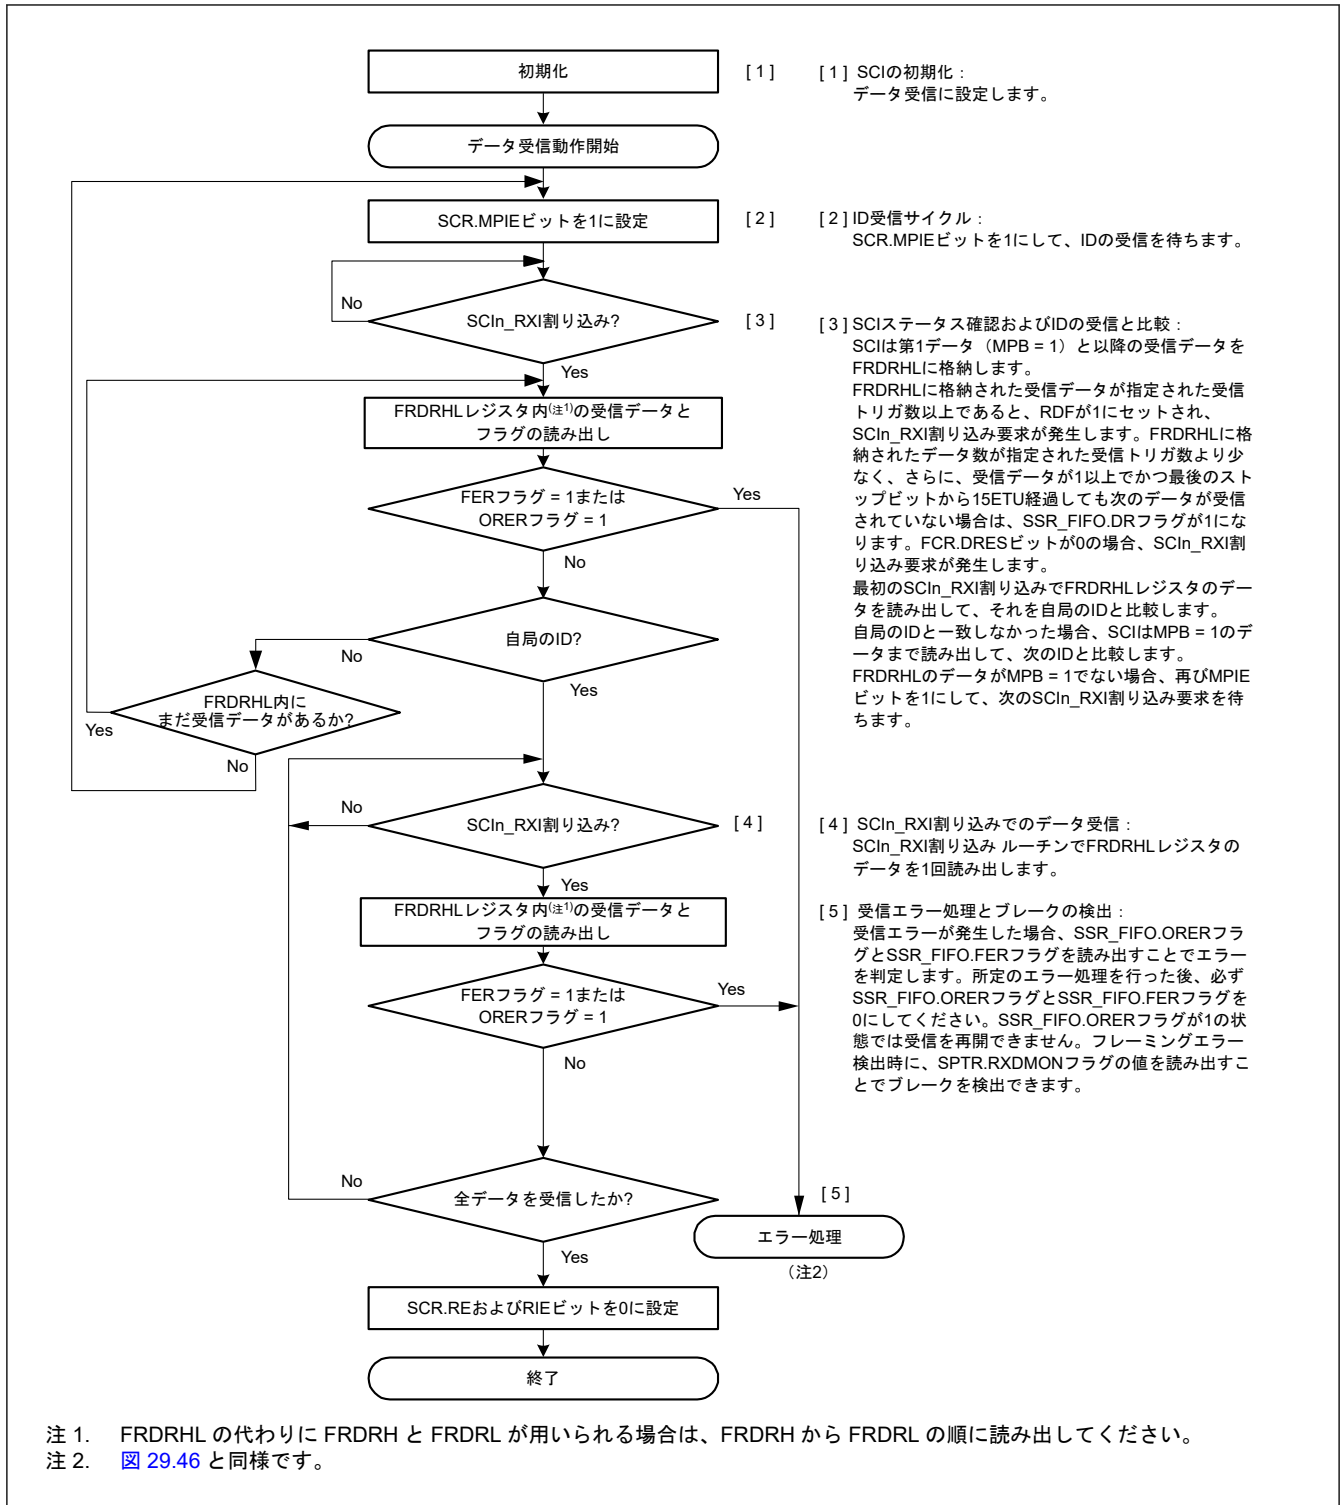 初期化
[ 1 ]
[ 1 ] SCIの初期化：
データ受信に設定します。
データ受信動作開始
SCR.MPIEビットを1に設定
[ 2 ]
[ 2 ] ID受信サイクル：
SCR.MPIEビットを1にして、IDの受信を待ちます。
No
SCIn_RXI割り込み?
[ 3 ]
Yes
[ 3 ] SCIステータス確認およびIDの受信と比較：
SCIは第1データ（MPB = 1）と以降の受信データを
FRDRHLに格納します。
FRDRHLに格納された受信データが指定された受信
トリガ数以上であると、RDFが1にセットされ、
SCIn_RXI割り込み要求が発生します。FRDRHLに格
納されたデータ数が指定された受信トリガ数より少
なく、さらに、受信データが1以上でかつ最後のスト
ップビットから15ETU経過しても次のデータが受信
されていない場合は、SSR_FIFO.DRフラグが1にな
ります。FCR.DRESビットが0の場合、SCIn_RXI割
り込み要求が発生します。
最初のSCIn_RXI割り込みでFRDRHLレジスタのデー
タを読み出して、それを自局のIDと比較します。
自局のIDと一致しなかった場合、SCIはMPB = 1のデ
ータまで読み出して、次のIDと比較します。
FRDRHLのデータがMPB = 1でない場合、再びMPIE
ビットを1にして、次のSCIn_RXI割り込み要求を待
ちます。
FRDRHLレジスタ内(注1)の受信データと
フラグの読み出し
FERフラグ = 1または
ORERフラグ = 1
Yes
No
自局のID?
No
Yes
FRDRHL内に
まだ受信データがあるか?
Yes
No
No
SCIn_RXI割り込み?
[ 4 ]
Yes
[ 4 ] SCIn_RXI割り込みでのデータ受信：
SCIn_RXI割り込み ルーチンでFRDRHLレジスタの
データを1回読み出します。
FRDRHLレジスタ内(注1)の受信データと
フラグの読み出し
FERフラグ = 1または
ORERフラグ = 1
Yes
No
[ 5 ] 受信エラー処理とブレークの検出：
受信エラーが発生した場合、SSR_FIFO.ORERフラ
グとSSR_FIFO.FERフラグを読み出すことでエラー
を判定します。所定のエラー処理を行った後、必ず
SSR_FIFO.ORERフラグとSSR_FIFO.FERフラグを
0にしてください。SSR_FIFO.ORERフラグが1の状
態では受信を再開できません。フレーミングエラー
検出時に、SPTR.RXDMONフラグの値を読み出すこ
とでブレークを検出できます。
No
全データを受信したか?
Yes
[ 5 ]
エラー処理
（注2）
SCR.REおよびRIEビットを0に設定
終了
注 1. FRDRHL の代わりに FRDRH と FRDRL が用いられる場合は、FRDRH から FRDRL の順に読み出してください。
注 2. 図 29.46 と同様です。